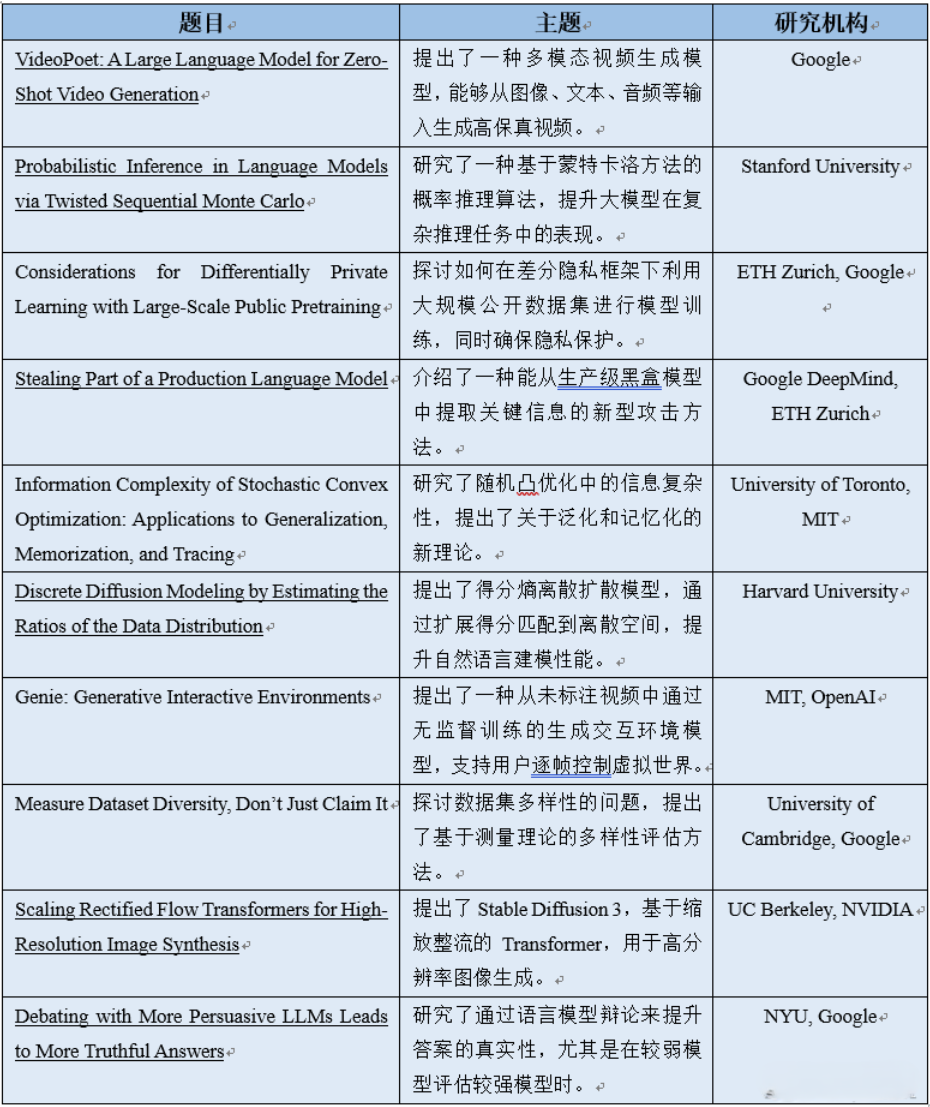 题目
主题
研究机构
VideoPoet: A Large Language Model for Zero-
Shot Video Generation
提出了一种多模态视频生成模
型，能够从图像、文本、音频等输
入生成高保真视频。
Google
Probabilistic Inference in Language Models
via Twisted Sequential Monte Carlo
研究了一种基于蒙特卡洛方法的
概率推理算法，提升大模型在复
杂推理任务中的表现。
Stanford University
Considerations for Differentially Private
Learning with Large-Scale Public Pretraining
探讨如何在差分隐私框架下利用
大规模公开数据集进行模型训
练，同时确保隐私保护。
ETH Zurich, Google
Stealing Part of a Production Language Model
介绍了一种能从生产级黑盒模型
中提取关键信息的新型攻击方
法。
Google DeepMind,
ETH Zurich
Information Complexity of Stochastic Convex
Optimization: Applications to Generalization,
Memorization, and Tracing
研究了随机凸优化中的信息复杂
性，提出了关于泛化和记忆化的
新理论。
University of Toronto,
MIT
Discrete Diffusion Modeling by Estimating the
Ratios of the Data Distribution
提出了得分熵离散扩散模型，通
过扩展得分匹配到离散空间，提
升自然语言建模性能。
Harvard University
Genie: Generative Interactive Environments
提出了一种从未标注视频中通过
无监督训练的生成交互环境模
型，支持用户逐帧控制虚拟世界。
MIT, OpenAI
Measure Dataset Diversity, Don’t Just Claim It
探讨数据集多样性的问题，提出
了基于测量理论的多样性评估方
法。
University of
Cambridge, Google
Scaling Rectified Flow Transformers for High-
Resolution Image Synthesis
提出了 Stable Diffusion 3，基于缩
放整流的 Transformer，用于高分
辨率图像生成。
UC Berkeley, NVIDIA
Debating with More Persuasive LLMs Leads
to More Truthful Answers
研究了通过语言模型辩论来提升
答案的真实性，尤其是在较弱模
型评估较强模型时。
NYU, Google